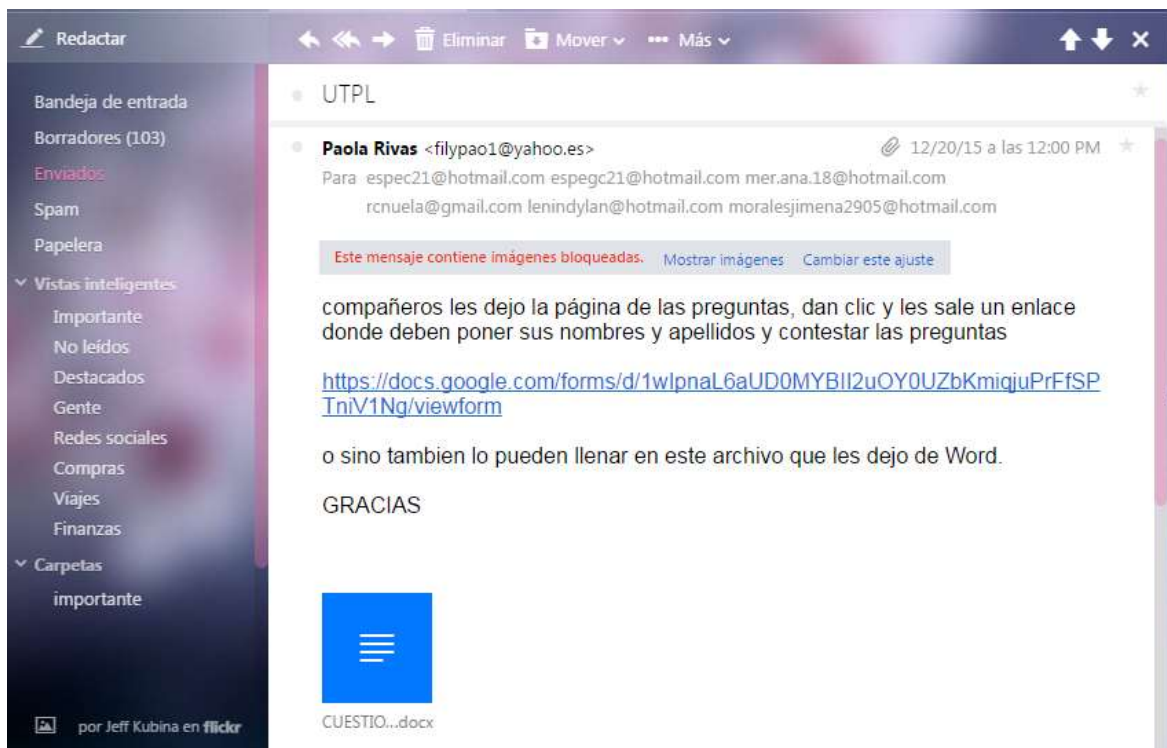 Redactar
Eliminar Mover ••• Más
Bandeja de entrada
Borradores (103)
Enviados
Spam
Papelera
Vistas inteligentes
Importante
No leídos
Destacados
Gente
Redes sociales
Compras
Viajes
Finanzas
Carpetas
importante
por Jeff Kubina en flickr
UTPL
Paola Rivas <filypao1@yahoo.es> 12/20/15 a las 12:00 PM
Para espec21@hotmail.com espegc21@hotmail.com mer.ana.18@hotmail.com
rcnuela@gmail.com lenindylan@hotmail.com moralesjimena2905@hotmail.com
Este mensaje contiene imágenes bloqueadas. Mostrar imágenes Cambiar este ajuste
compañeros les dejo la página de las preguntas, dan clic y les sale un enlace
donde deben poner sus nombres y apellidos y contestar las preguntas
https://docs.google.com/forms/d/1wIpnaL6aUD0MYBII2uOY0UZbKmiqjuPrFfSP
TniV1Ng/viewform
o sino tambien lo pueden llenar en este archivo que les dejo de Word.
GRACIAS
CUESTIO...docx